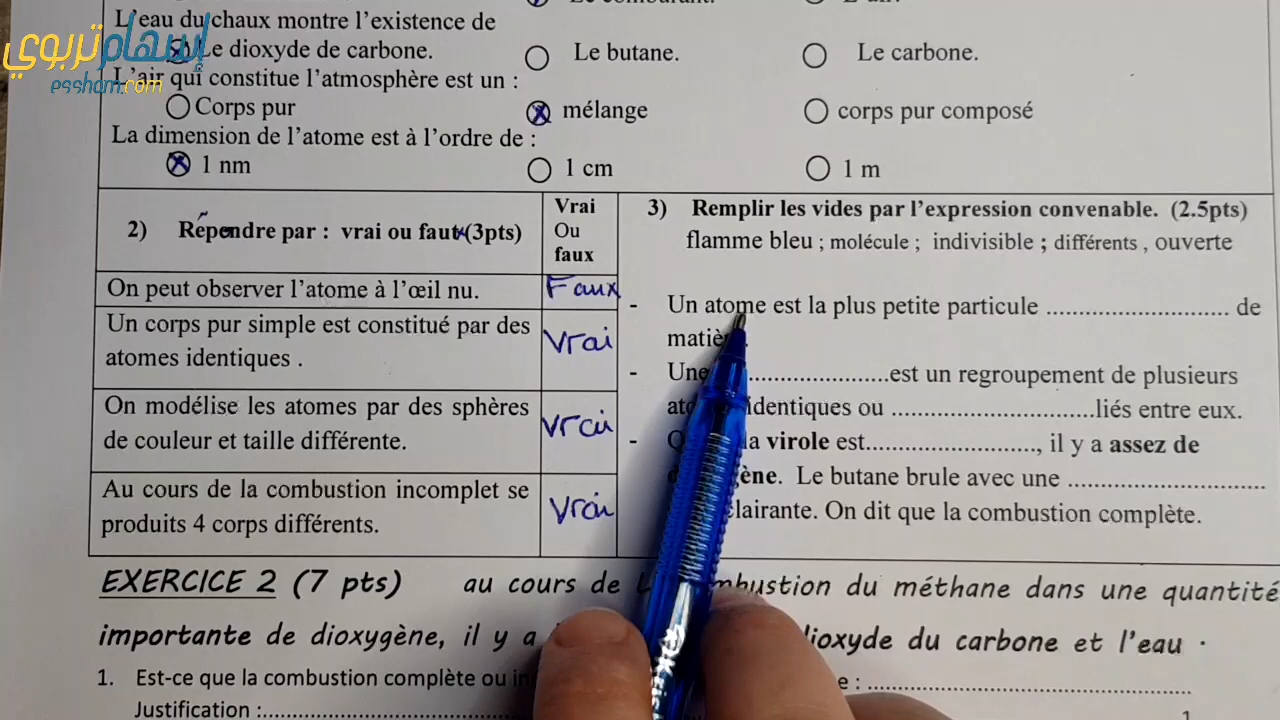 إسهام تربوي
essham.com
L'eau du chaux montre l'existence de
Le dioxyde de carbone. Le butane. Le carbone.
L'air qui constitue l'atmosphère est un :
Corps pur mélange corps pur composé
La dimension de l'atome est à l'ordre de :
1 nm 1 cm 1 m
2) Répendre par : vrai ou faut (3pts)
Vrai
Ou
faux
On peut observer l'atome à l'œil nu. Faux
Un corps pur simple est constitué par des
atomes identiques . Vrai
On modélise les atomes par des sphères
de couleur et taille différente. Vrai
Au cours de la combustion incomplet se
produits 4 corps différents. Vrai
3) Remplir les vides par l'expression convenable. (2.5pts)
flamme bleu ; molécule ; indivisible ; différents , ouverte
- Un atome est la plus petite particule ............................ de
- Une ......................est un regroupement de plusieurs
identiques ou ..............................liés entre eux.
- la virole est.........................., il y a assez de
Le butane brule avec une ..............................
On dit que la combustion complète.
EXERCICE 2 (7 pts) au cours de du méthane dans une quantité
importante de dioxygène, il y a du carbone et l'eau .
1. Est-ce que la combustion complète ou
Justification :